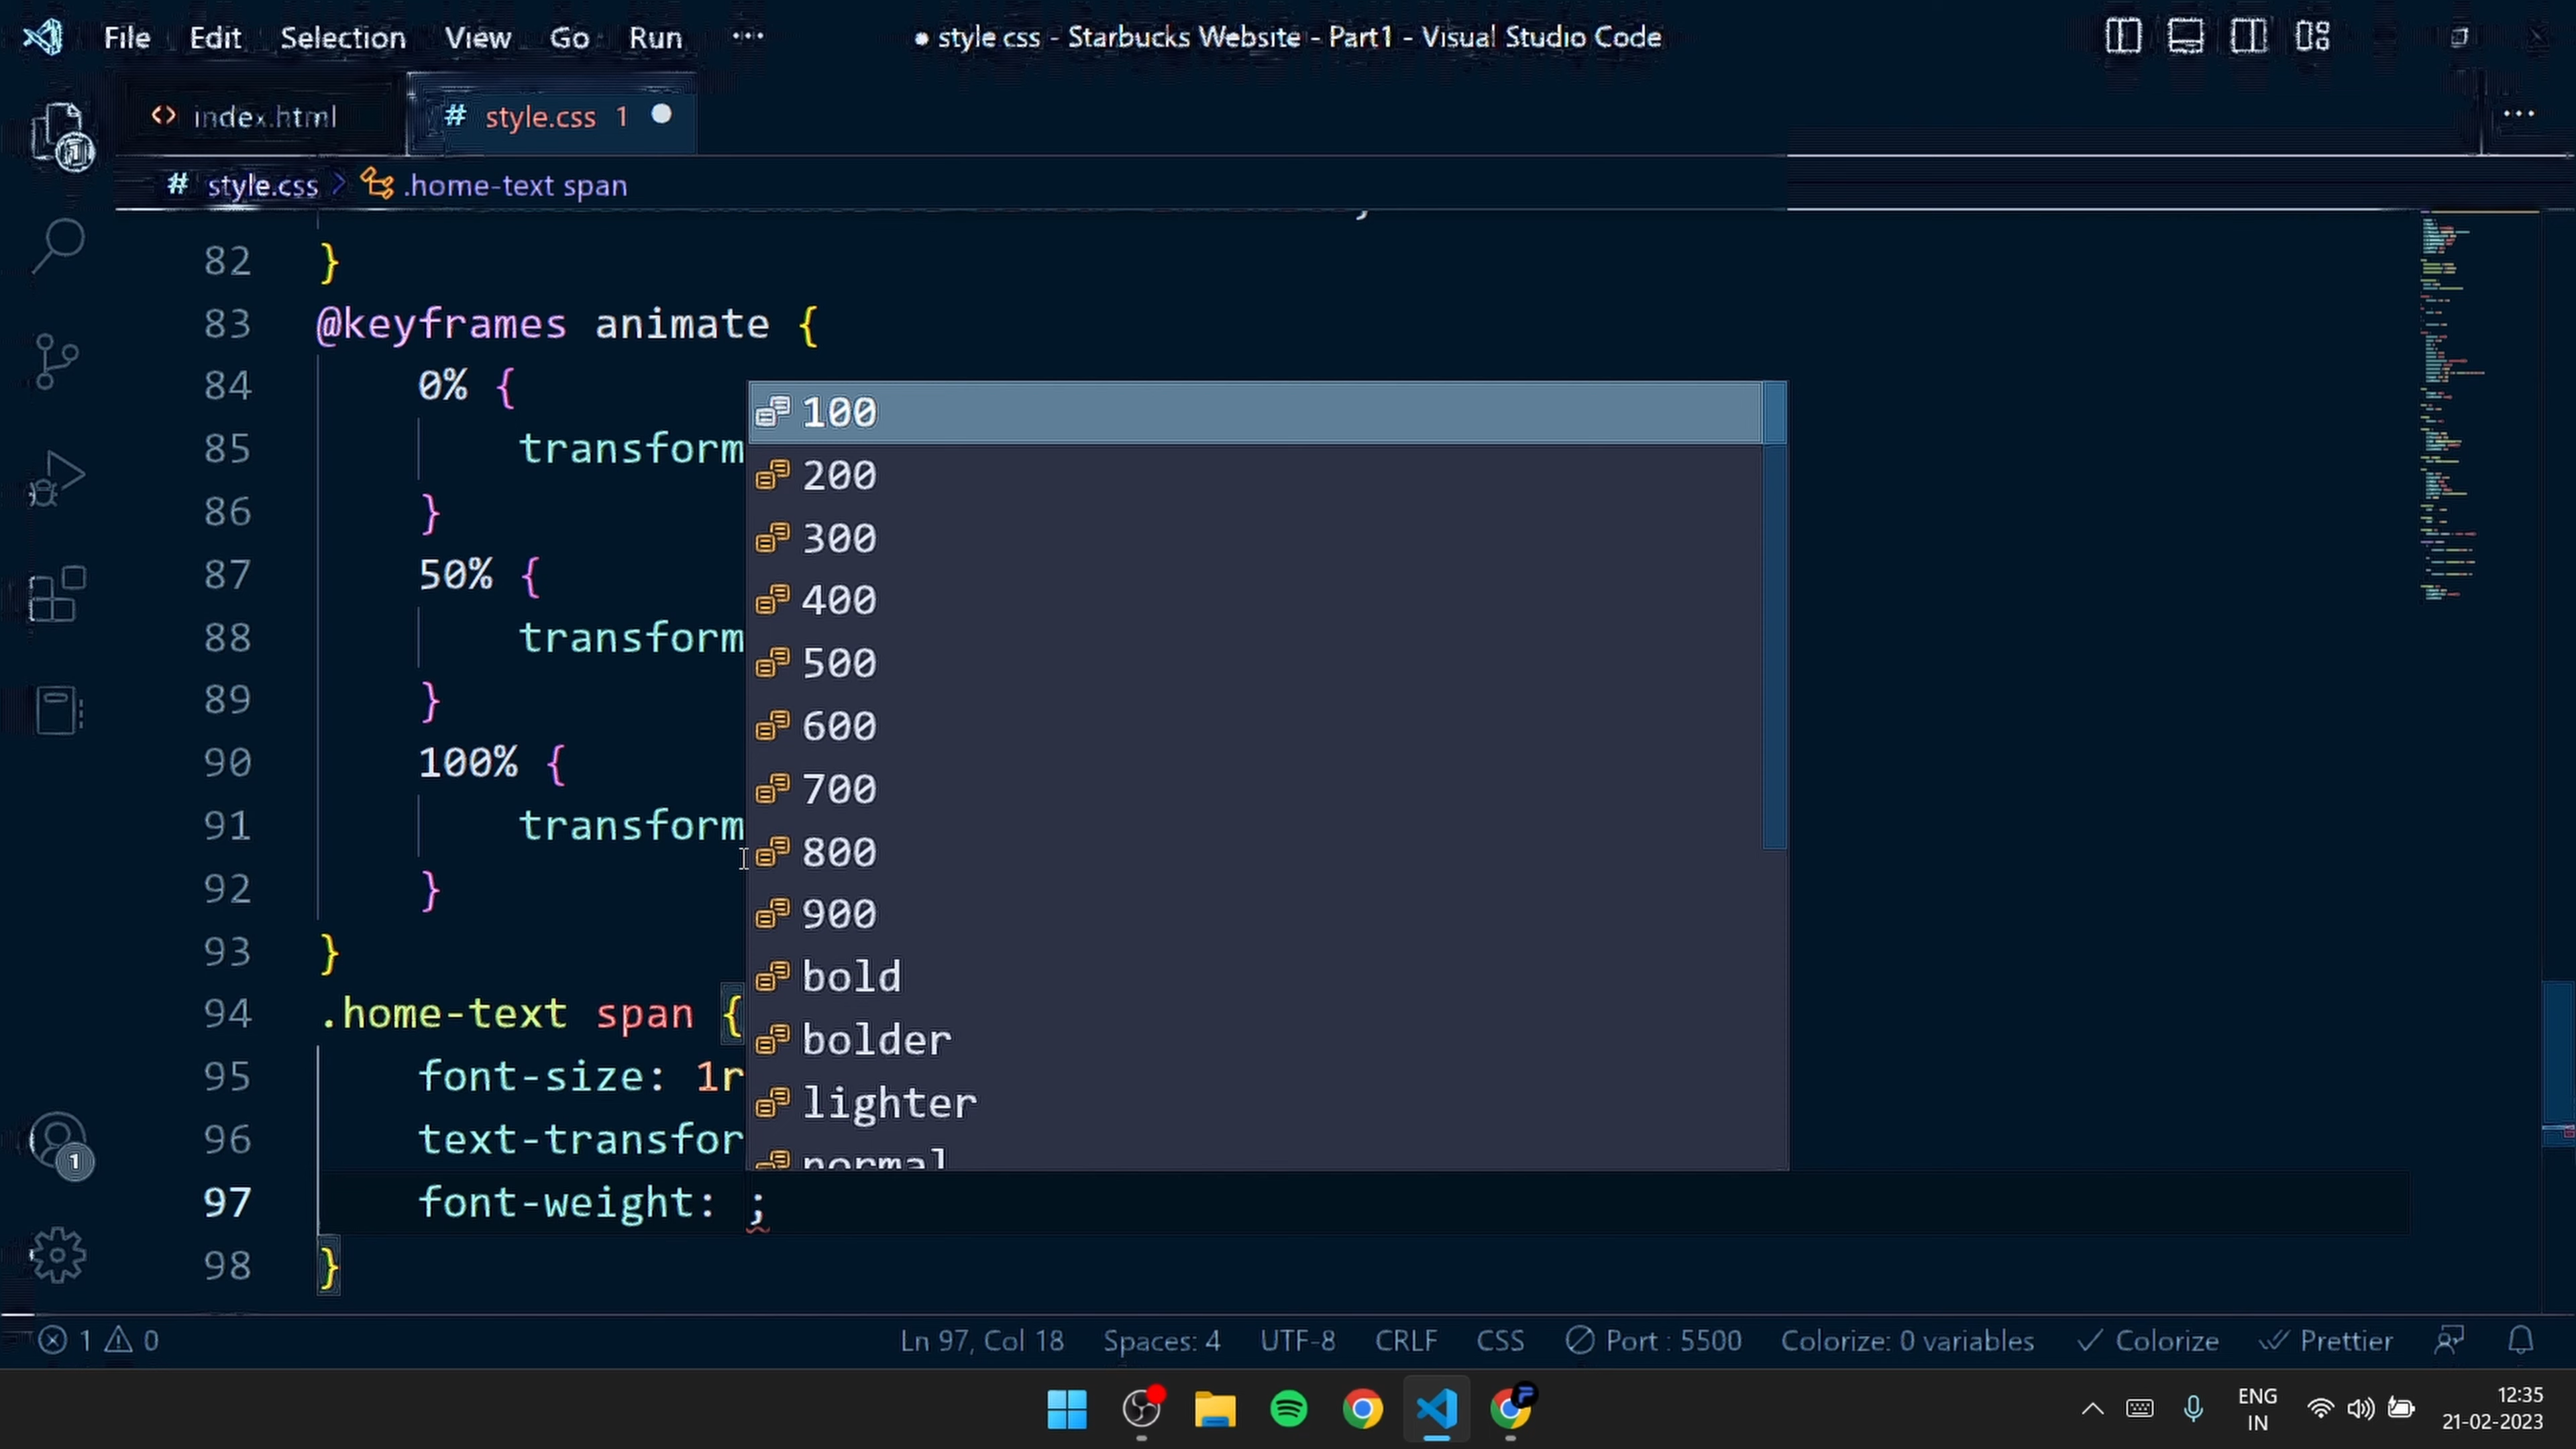 File Edit Selection View Go Run ···
● style css - Starbucks Website - Part1 - Visual Studio Code
<> index.html
# style.css 1 ●
···
1
# style.css > .home-text span
82 }
83 @keyframes animate {
84 0% {
85 transform
86 }
87 50% {
88 transform
89 }
90 100% {
91 transform
92 }
93 }
94 .home-text span {
95 font-size: 1r
96 text-transfor
97 font-weight: ;
98 }
100
200
300
400
500
600
700
800
900
bold
bolder
lighter
normal
1
1 0 Ln 97, Col 18 Spaces: 4 UTF-8 CRLF CSS Port : 5500 Colorize: 0 variables Colorize Prettier
ENG
IN
12:35
21-02-2023